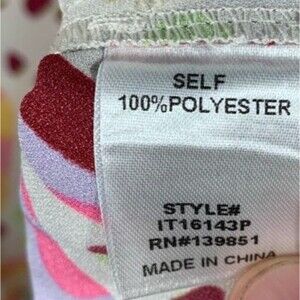 SELF
100%POLYESTER
STYLE#
IT16143P
RN#139851
MADE IN CHINA